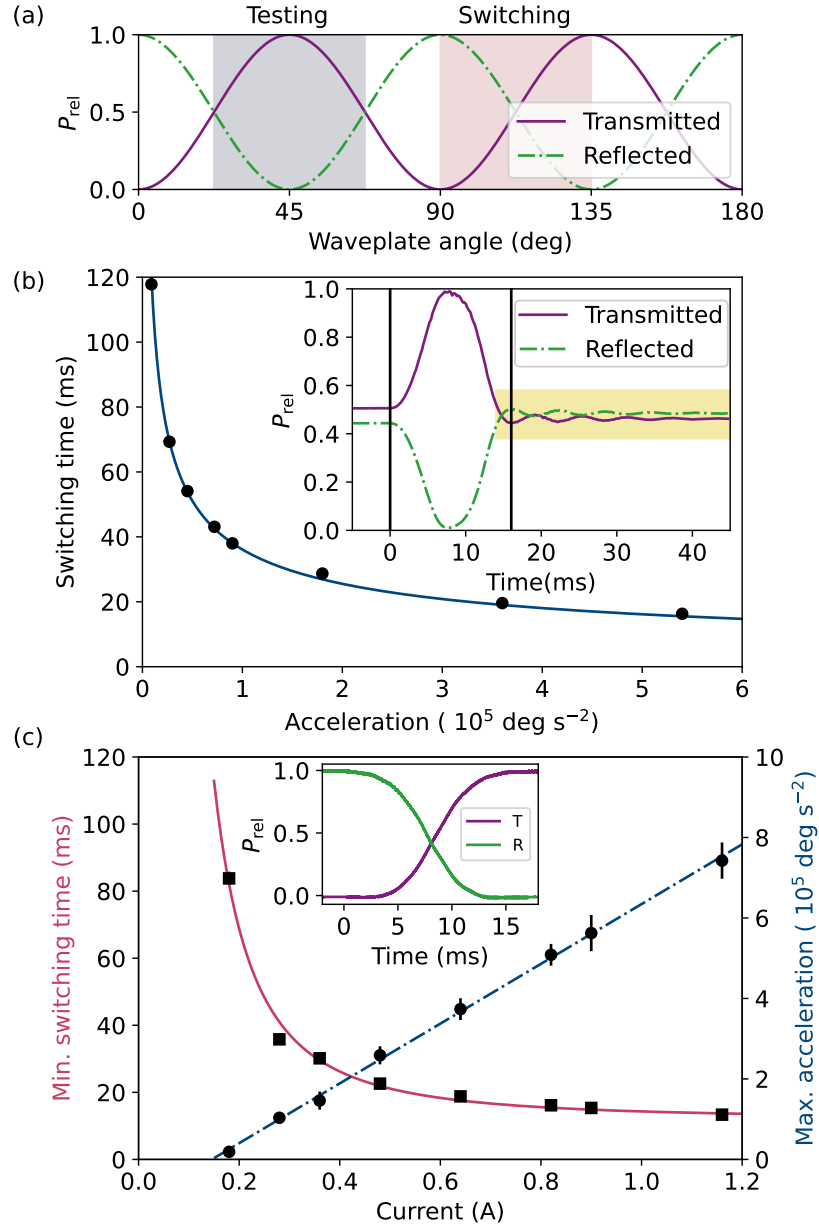 (a)
Testing
Switching
1.0
0.5
0.0
P_rel
Transmitted
Reflected
0
45
90
135
180
Waveplate angle (deg)
(b)
120
100
80
60
40
20
0
Switching time (ms)
1.0
0.8
0.6
0.4
0.2
0.0
P_rel
Transmitted
Reflected
0
10
20
30
40
Time(ms)
0
1
2
3
4
5
6
Acceleration ( 10⁵ deg s⁻²)
(c)
120
100
80
60
40
20
0
Min. switching time (ms)
1.0
0.5
0.0
P_rel
T
R
0
5
10
15
Time (ms)
10
8
6
4
2
0
Max. acceleration ( 10⁵ deg s⁻²)
0.0
0.2
0.4
0.6
0.8
1.0
1.2
Current (A)